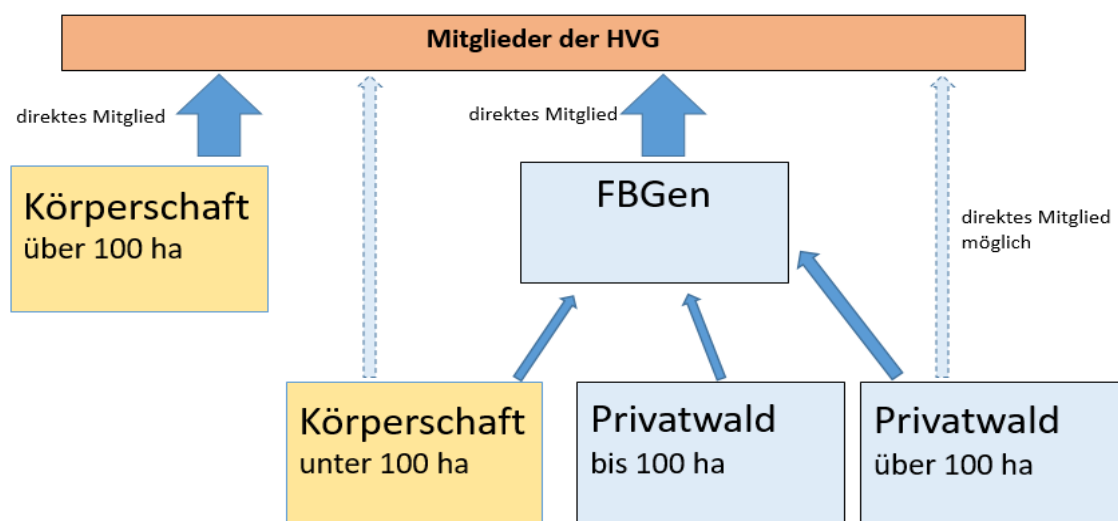 Mitglieder der HVG
direktes Mitglied
direktes Mitglied
Körperschaft
über 100 ha
FBGen
direktes Mitglied
möglich
Körperschaft
unter 100 ha
Privatwald
bis 100 ha
Privatwald
über 100 ha